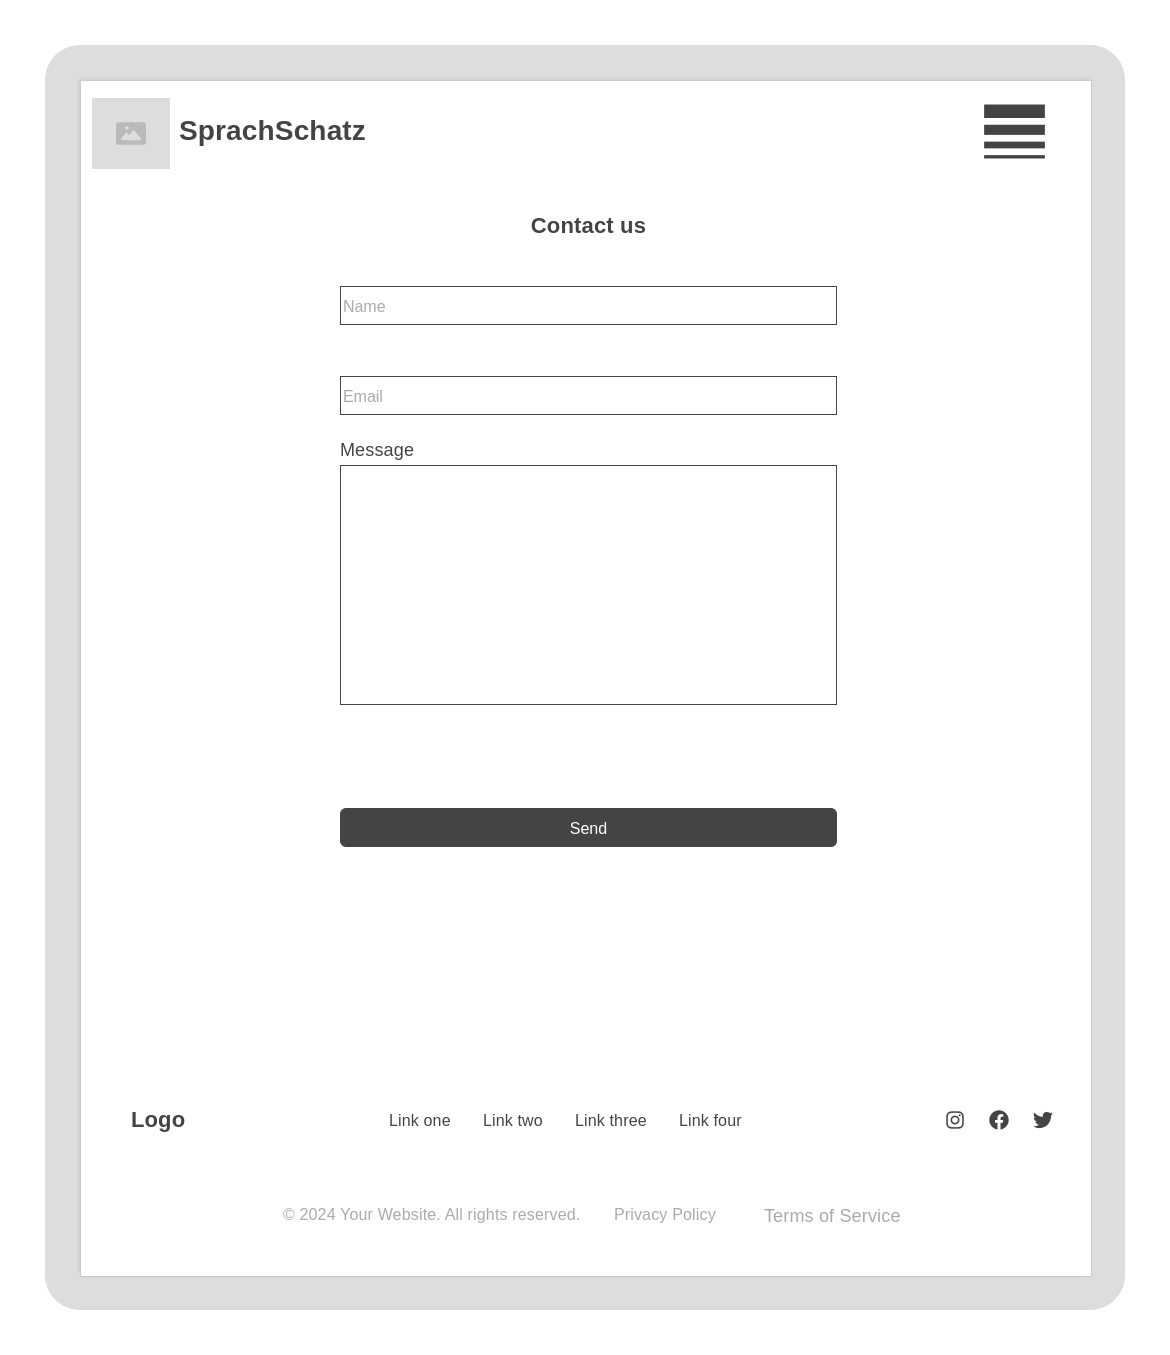 SprachSchatz
Contact us
Name
Email
Message
Send
Logo
Link one
Link two
Link three
Link four
© 2024 Your Website. All rights reserved.
Privacy Policy
Terms of Service